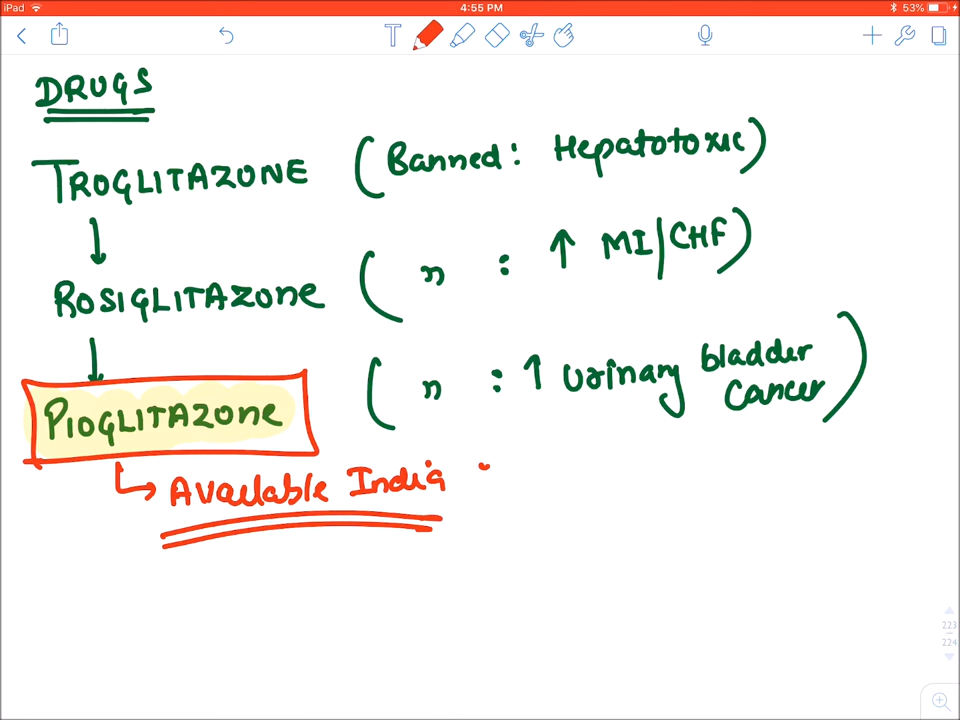 iPad 4:55 PM 53%
T
DRUGS
TROGLITAZONE (Banned: Hepatotoxic)
ROSIGLITAZONE ( " : ↑ MI/CHF)
PIOGLITAZONE ( " : ↑ Urinary bladder cancer)
↳ Available India
223
224